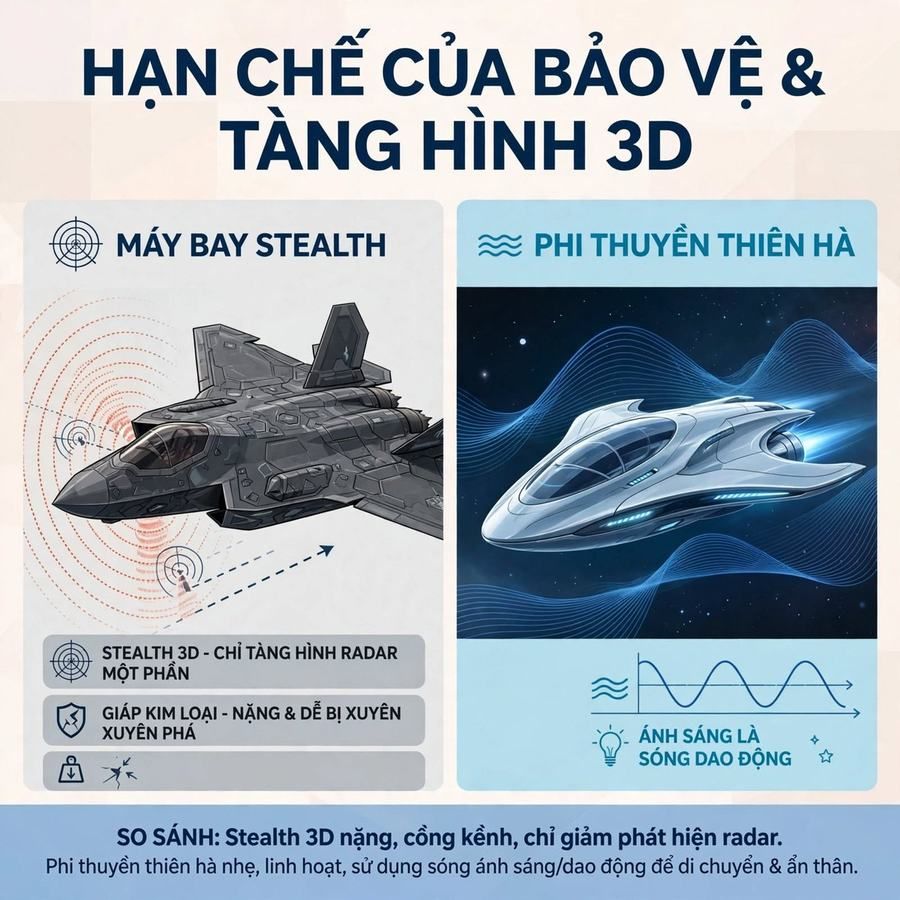 HẠN CHẾ CỦA BẢO VỆ &
TÀNG HÌNH 3D
MÁY BAY STEALTH
STEALTH 3D - CHỈ TÀNG HÌNH RADAR
MỘT PHẦN
GIÁP KIM LOẠI - NẶNG & DỄ BỊ XUYÊN
XUYÊN PHÁ
PHI THUYỀN THIÊN HÀ
ÁNH SÁNG LÀ
SÓNG DAO ĐỘNG
SO SÁNH: Stealth 3D nặng, cồng kềnh, chỉ giảm phát hiện radar.
Phi thuyền thiên hà nhẹ, linh hoạt, sử dụng sóng ánh sáng/dao động để di chuyển & ẩn thân.